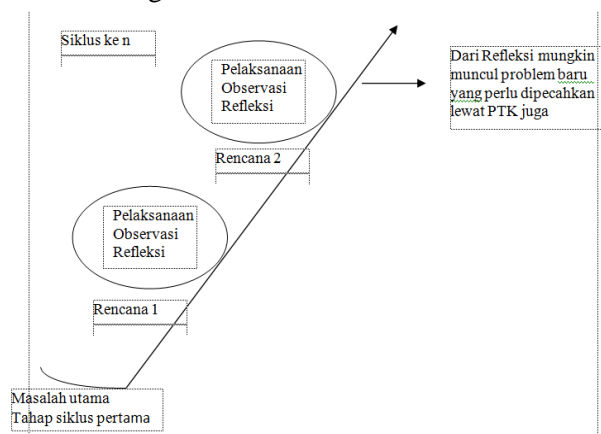 Siklus ke n
Pelaksanaan
Observasi
Refleksi
Dari Refleksi mungkin
muncul problem baru
yang perlu dipecahkan
lewat PTK juga
Rencana 2
Pelaksanaan
Observasi
Refleksi
Rencana 1
Masalah utama
Tahap siklus pertama